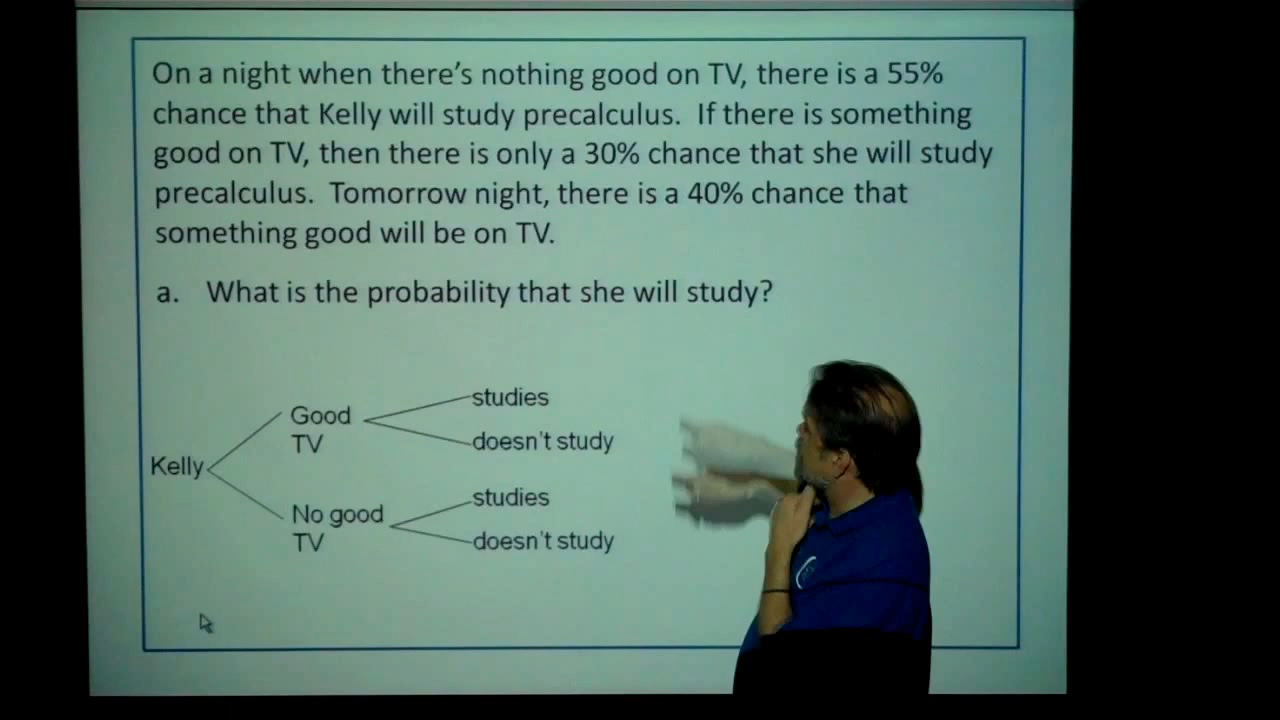 On a night when there's nothing good on TV, there is a 55%
chance that Kelly will study precalculus.  If there is something
good on TV, then there is only a 30% chance that she will study
precalculus.  Tomorrow night, there is a 40% chance that
something good will be on TV.
a.   What is the probability that she will study?
Kelly
Good
TV
studies
doesn't study
No good
TV
studies
doesn't study